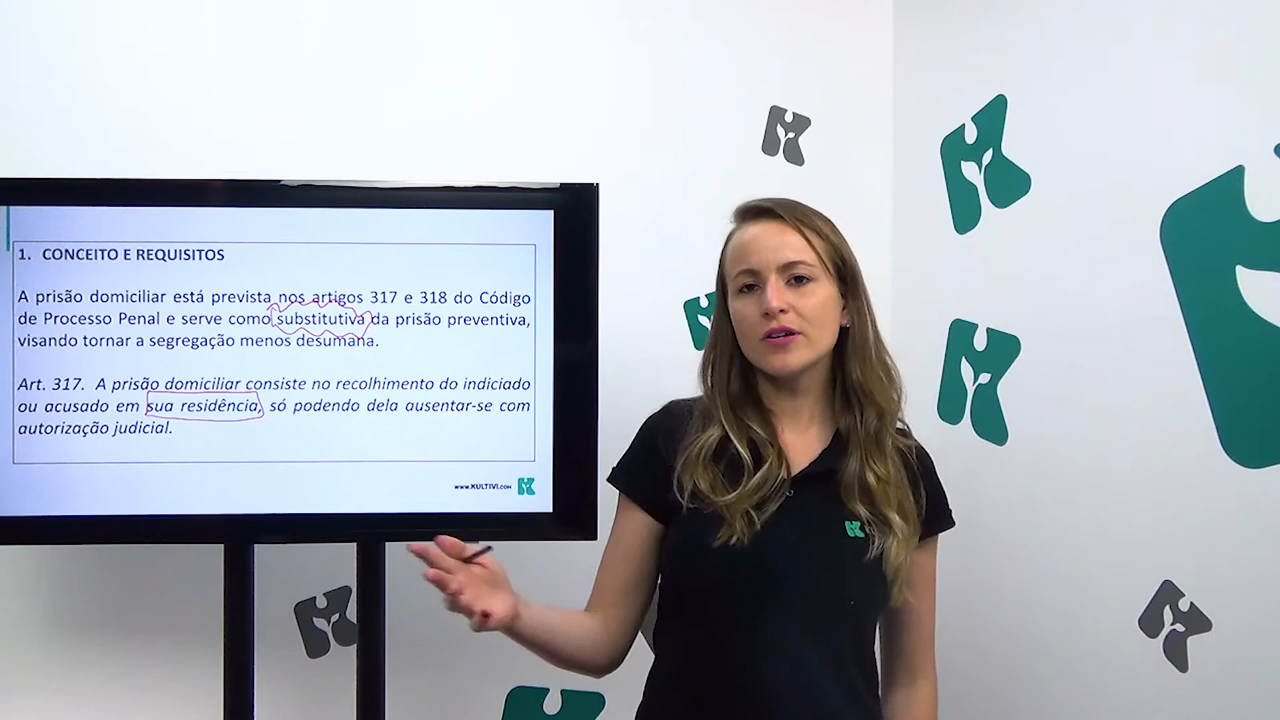 1. CONCEITO E REQUISITOS
A prisão domiciliar está prevista nos artigos 317 e 318 do Código
de Processo Penal e serve como substitutiva da prisão preventiva,
visando tornar a segregação menos desumana.
Art. 317. A prisão domiciliar consiste no recolhimento do indiciado
ou acusado em sua residência, só podendo dela ausentar-se com
autorização judicial.
www.KULTIVI.com